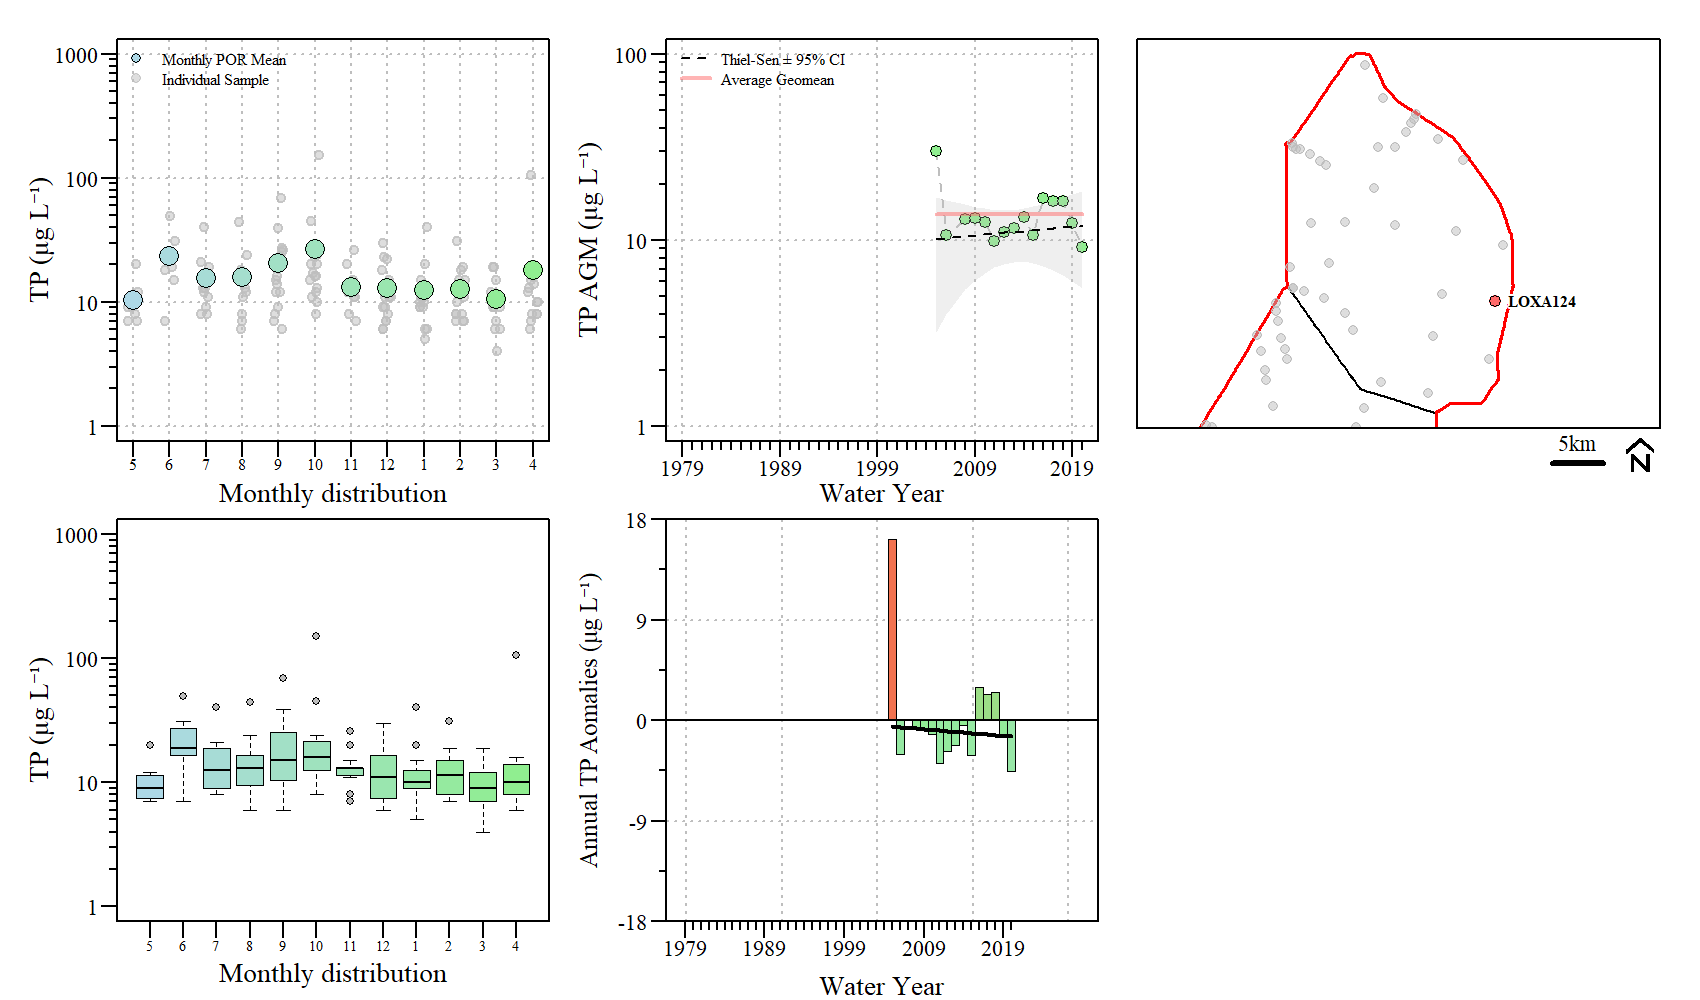 1000
100
10
1
TP (µg L⁻¹)
Monthly POR Mean
Individual Sample
5 6 7 8 9 10 11 12 1 2 3 4
Monthly distribution
100
10
1
TP AGM (µg L⁻¹)
Thiel-Sen ± 95% CI
Average Geomean
1979 1989 1999 2009 2019
Water Year
LOXA124
5km
N
1000
100
10
1
TP (µg L⁻¹)
5 6 7 8 9 10 11 12 1 2 3 4
Monthly distribution
18
9
0
-9
-18
Annual TP Aomalies (µg L⁻¹)
1979 1989 1999 2009 2019
Water Year